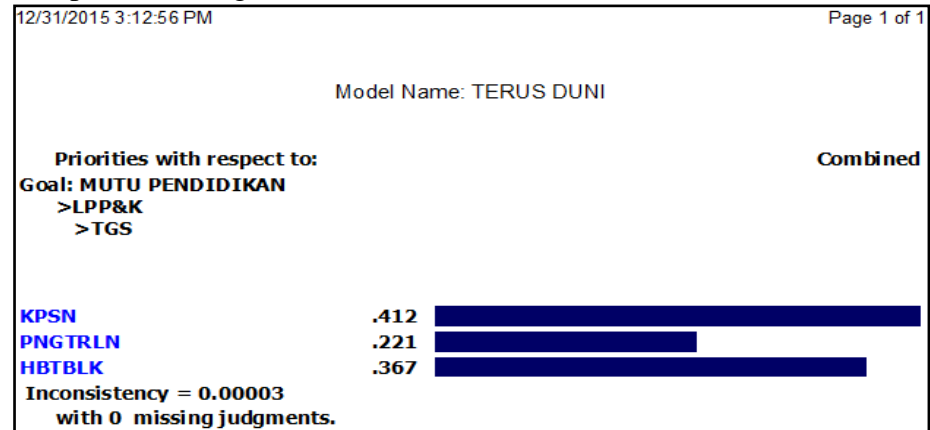 12/31/2015 3:12:56 PM Page 1 of 1
Model Name: TERUS DUNI
Priorities with respect to: Combined
Goal: MUTU PENDIDIKAN
>LPP&K
>TGS
KPSN .412
PNGTRLN .221
HBTBLK .367
Inconsistency = 0.00003
with 0 missing judgments.